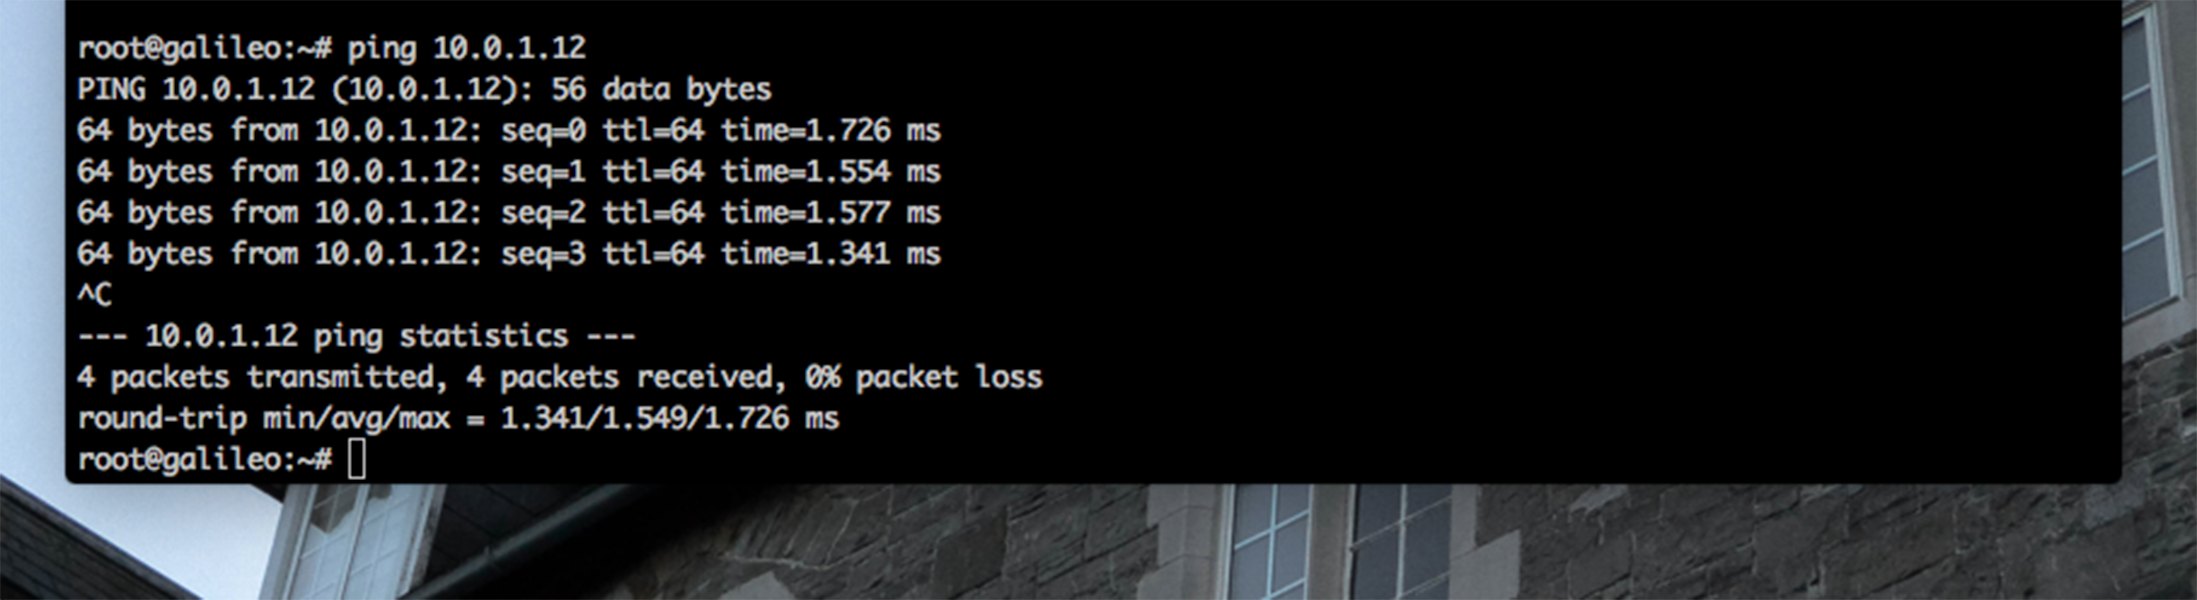 root@galileo:~# ping 10.0.1.12
PING 10.0.1.12 (10.0.1.12): 56 data bytes
64 bytes from 10.0.1.12: seq=0 ttl=64 time=1.726 ms
64 bytes from 10.0.1.12: seq=1 ttl=64 time=1.554 ms
64 bytes from 10.0.1.12: seq=2 ttl=64 time=1.577 ms
64 bytes from 10.0.1.12: seq=3 ttl=64 time=1.341 ms
^C
--- 10.0.1.12 ping statistics ---
4 packets transmitted, 4 packets received, 0% packet loss
round-trip min/avg/max = 1.341/1.549/1.726 ms
root@galileo:~#